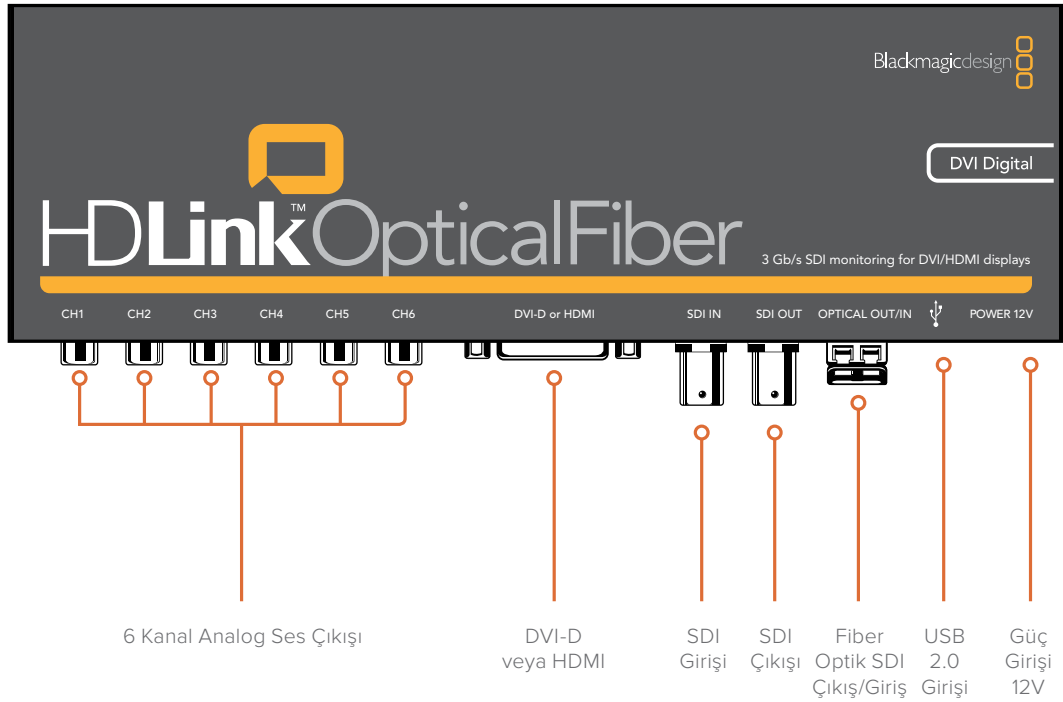 Blackmagicdesign
DVI Digital
HDLink™ OpticalFiber
3 Gb/s SDI monitoring for DVI/HDMI displays
CH1 CH2 CH3 CH4 CH5 CH6 DVI-D or HDMI SDI IN SDI OUT OPTICAL OUT/IN POWER 12V
6 Kanal Analog Ses Çıkışı
DVI-D
veya HDMI
SDI
Girişi
SDI
Çıkışı
Fiber
Optik SDI
Çıkış/Giriş
USB
2.0
Girişi
Güç
Girişi
12V